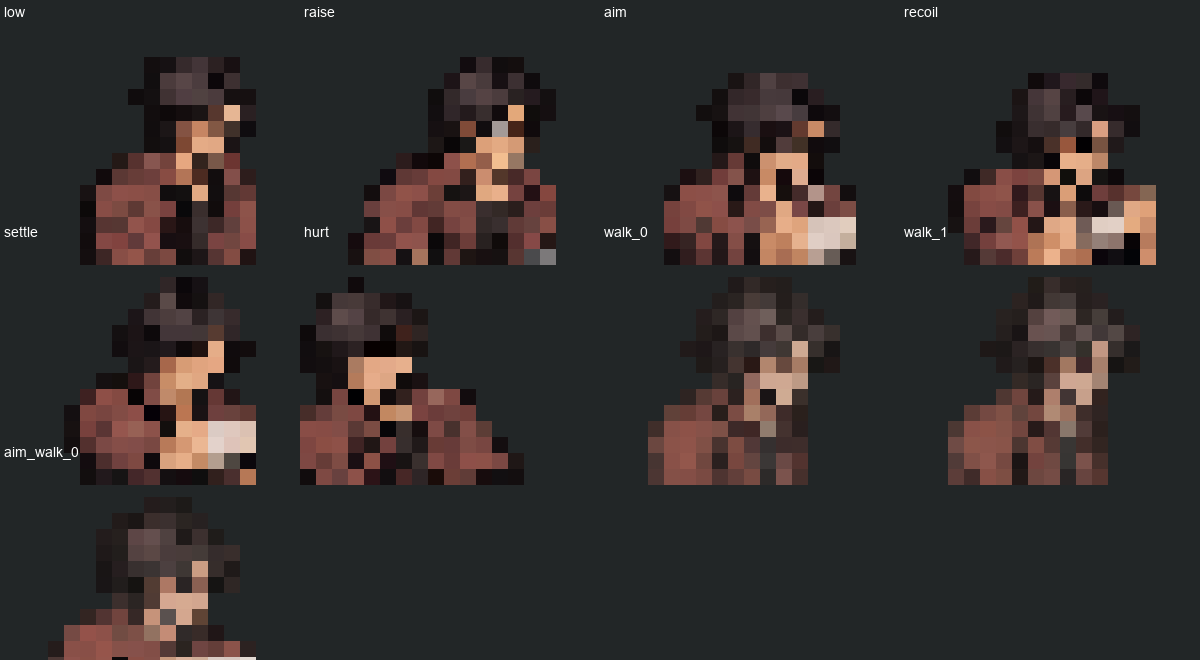 low
raise
aim
recoil
settle
hurt
walk_0
walk_1
aim_walk_0